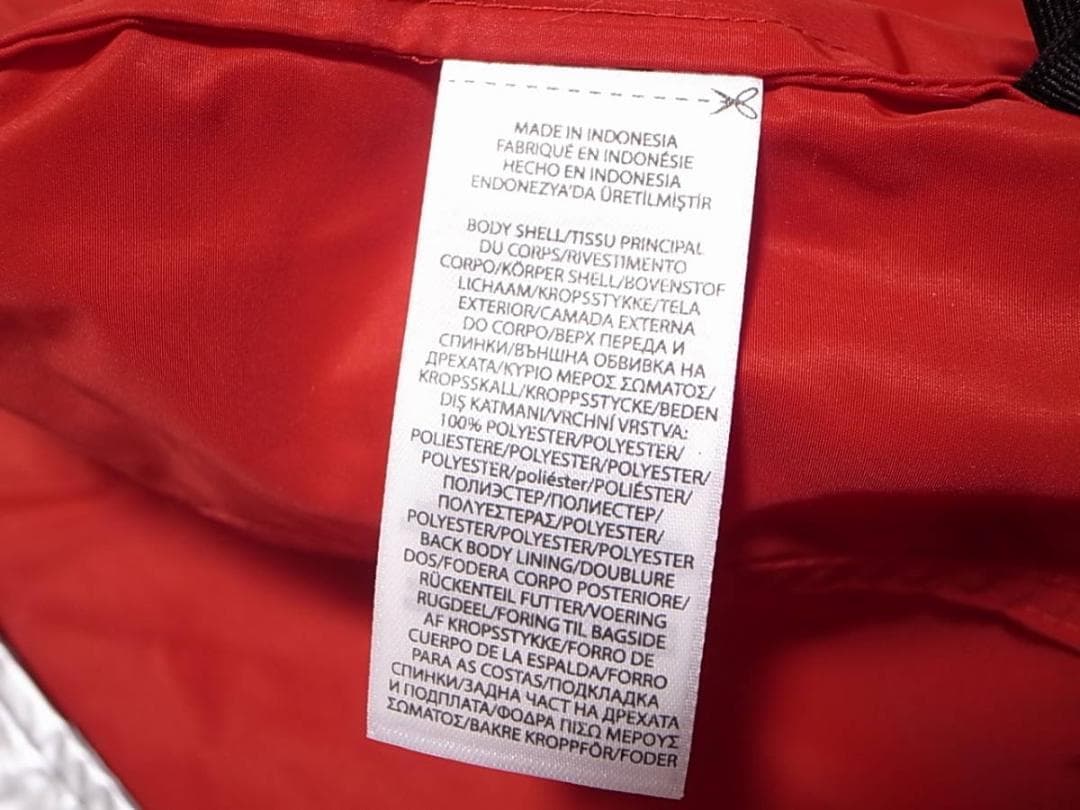 MADE IN INDONESIA
FABRIQUÉ EN INDONÉSIE
HECHO EN INDONESIA
ENDONEZYA'DA ÜRETİLMİŞTİR
BODY SHELL/TISSU PRINCIPAL
DU CORPS/RIVESTIMENTO
CORPO/KÖRPER SHELL/BOVENSTOF
LICHAAM/KROPSSTYKKE/TELA
EXTERIOR/CAMADA EXTERNA
DO CORPO/ВЕРХ ПЕРЕДА И
СПИНКИ/ВЪНШНА ОБВИВКА НА
ДРЕХАТА/ΚΥΡΙΟ ΜΕΡΟΣ ΣΩΜΑΤΟΣ/
KROPSSKALL/KROPPSSTYCKE/BEDEN
DIŞ KATMANI/VRCHNÍ VRSTVA:
100% POLYESTER/POLYESTER/
POLIESTERE/POLYESTER/POLYESTER/
POLYESTER/poliéster/POLIÉSTER/
ПОЛИЭСТЕР/ПОЛИЕСТЕР/
ΠΟΛΥΕΣΤΕΡΑΣ/POLYESTER/
POLYESTER/POLYESTER/POLYESTER
BACK BODY LINING/DOUBLURE
DOS/FODERA CORPO POSTERIORE/
RÜCKENTEIL FUTTER/VOERING
RUGDEEL/FORING TIL BAGSIDE
AF KROPSSTYKKE/FORRO DE
CUERPO DE LA ESPALDA/FORRO
PARA AS COSTAS/ПОДКЛАДКА
СПИНКИ/ЗАДНА ЧАСТ НА ДРЕХАТА
И ПОДПЛАТА/ΦΟΔΡΑ ΠΙΣΩ ΜΕΡΟΥΣ
ΣΩΜΑΤΟΣ/BAKRE KROPPFÖR/FODER